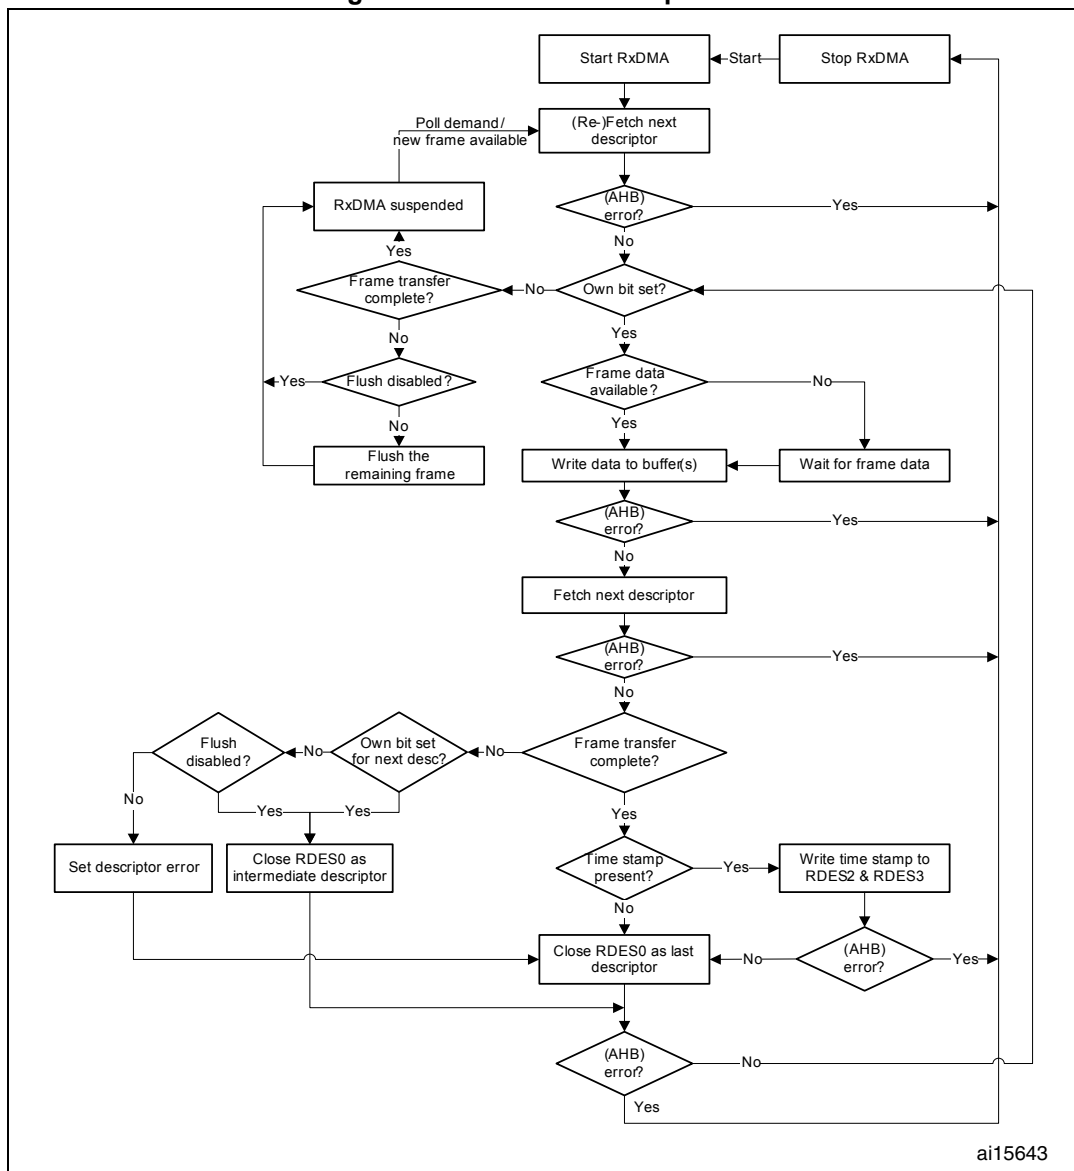 Start RxDMA
Start
Stop RxDMA
Poll demand/
new frame available
(Re-)Fetch next
descriptor
RxDMA suspended
(AHB)
error?
Yes
No
Yes
Frame transfer
complete?
No
Own bit set?
No
Yes
Yes
Flush disabled?
Frame data
available?
No
No
Yes
Flush the
remaining frame
Write data to buffer(s)
Wait for frame data
(AHB)
error?
Yes
No
Fetch next descriptor
(AHB)
error?
Yes
No
Flush
disabled?
No
Own bit set
for next desc?
No
Frame transfer
complete?
No
Yes
Yes
Yes
Set descriptor error
Close RDES0 as
intermediate descriptor
Time stamp
present?
Yes
Write time stamp to
RDES2 & RDES3
No
Close RDES0 as last
descriptor
No
(AHB)
error?
Yes
(AHB)
error?
No
Yes
ai15643